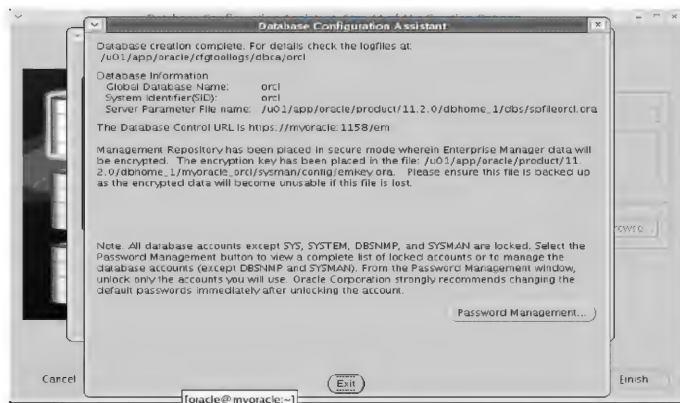 Database Configuration Assistant
Database creation complete. For details check the logfiles at:
/u01/app/oracle/cfgtoollogs/dbca/orcl
Database Information
Global Database Name: orcl
System Identifier(SID): orcl
Server Parameter File name: /u01/app/oracle/product/11.2.0/dbhome_1/dbs/spfileorcl.ora
The Database Control URL is https://myoracle:1158/em
Management Repository has been placed in secure mode wherein Enterprise Manager data will
be encrypted. The encryption key has been placed in the file: /u01/app/oracle/product/11.
2.0/dbhome_1/myoracle_orcl/sysman/config/emkey.ora. Please ensure this file is backed up
as the encrypted data will become unusable if this file is lost.
Note: All database accounts except SYS, SYSTEM, DBSNMP, and SYSMAN are locked. Select the
Password Management button to view a complete list of locked accounts or to manage the
database accounts (except DBSNMP and SYSMAN). From the Password Management window,
unlock only the accounts you will use. Oracle Corporation strongly recommends changing the
default passwords immediately after unlocking the account.
Password Management...
Cancel
Exit
Finish
[oracle@myoracle:~]